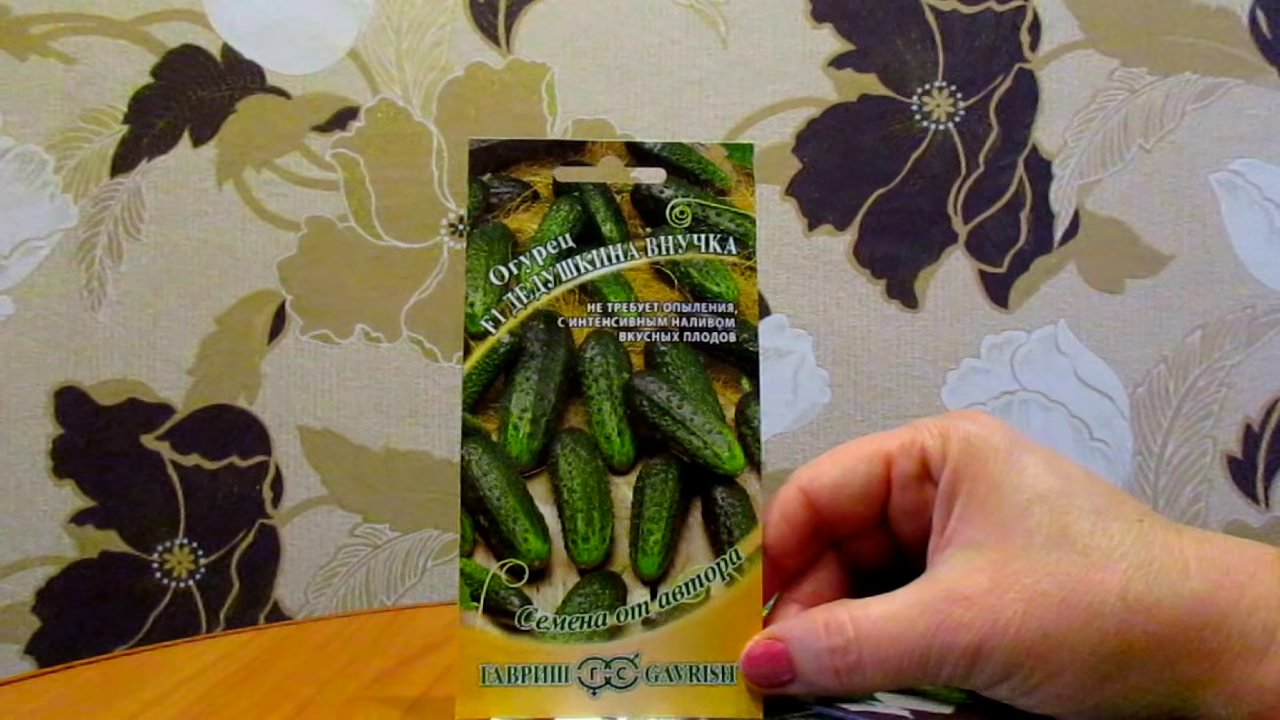 Огурец
F1 ДЕДУШКИНА ВНУЧКА
НЕ ТРЕБУЕТ ОПЫЛЕНИЯ,
С ИНТЕНСИВНЫМ НАЛИВОМ
ВКУСНЫХ ПЛОДОВ
Семена от автора
ГАВРИШ Г-С GAVRISH